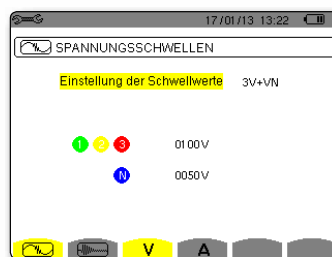 17/01/13 13:22
SPANNUNGSSCHWELLEN
Einstellung der Schwellwerte 3V+VN
1 2 3 0100V
N 0050V
V A